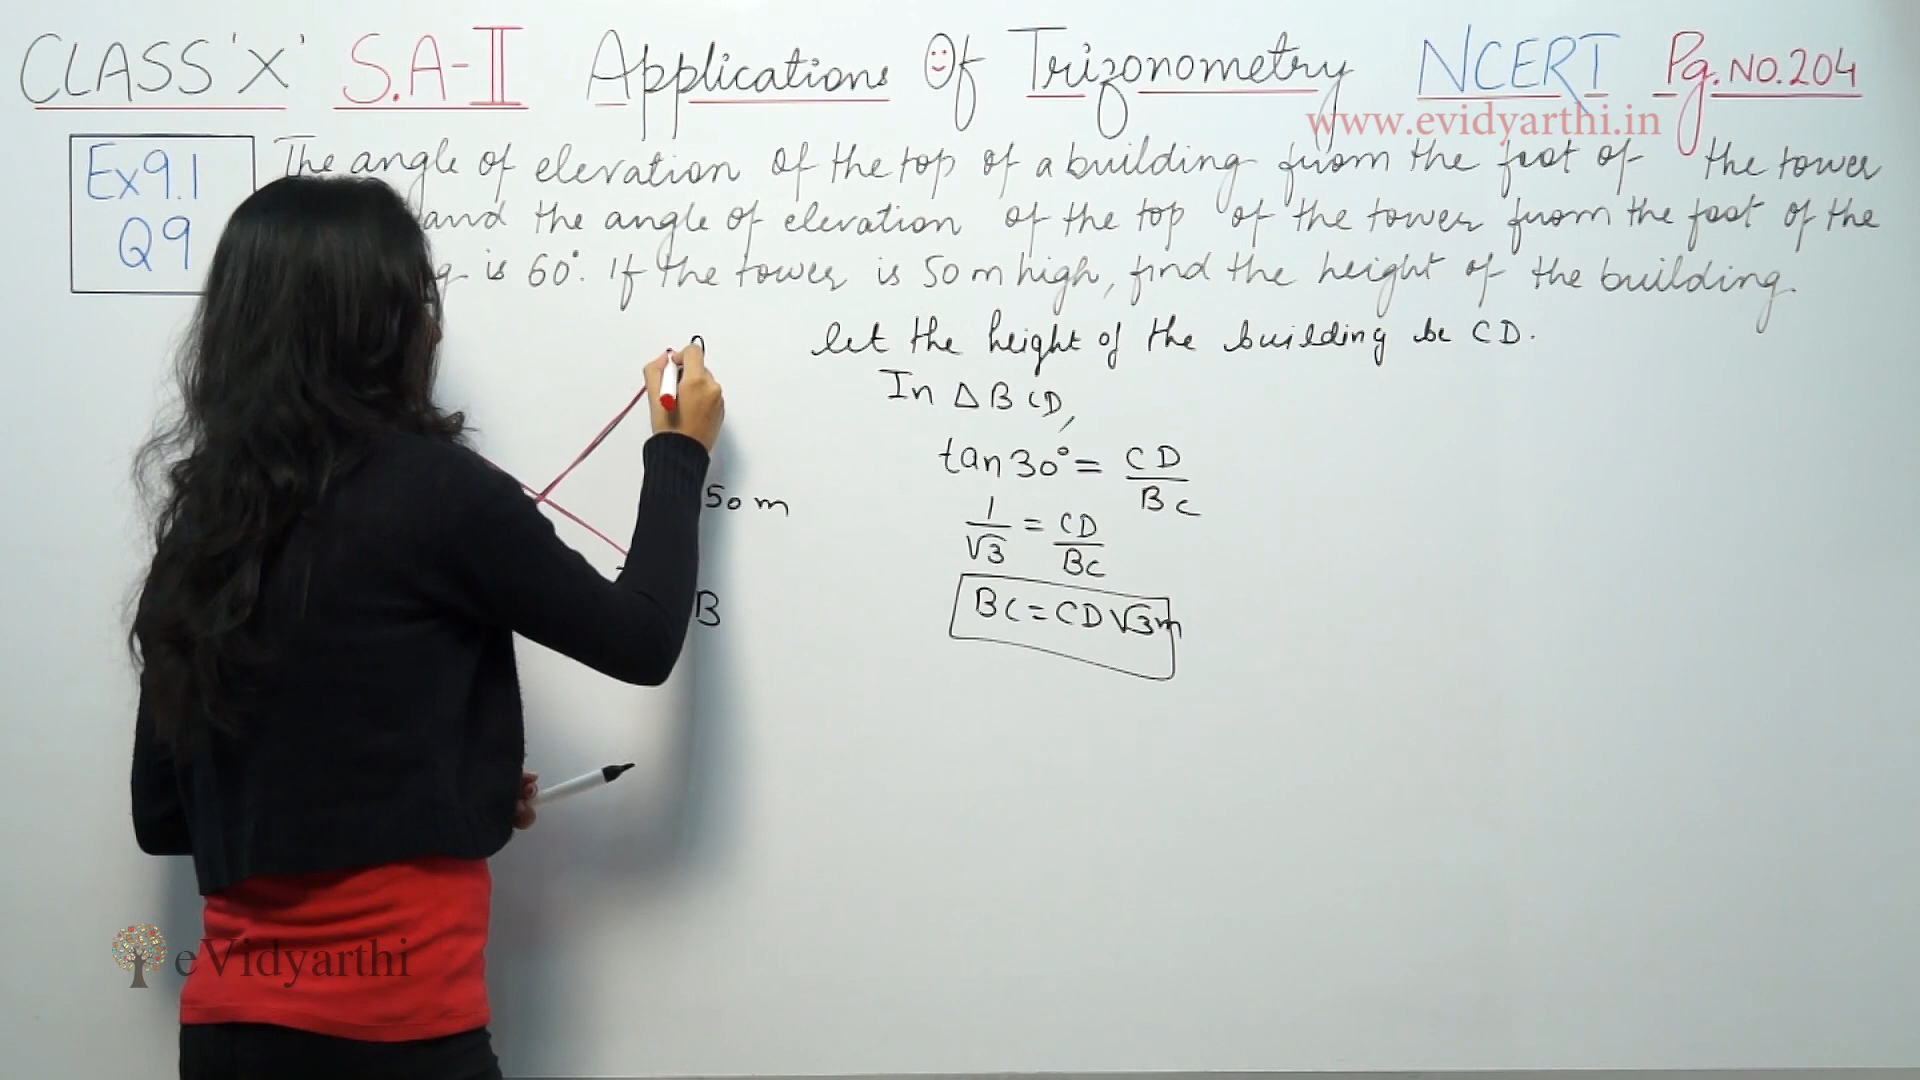 CLASS 'X' S.A-II Applications Of Trizonometry NCERT Pg.NO.204
www.evidyarthi.in
Ex 9.1
Q9
The angle of elevation of the top of a building from the foot of the tower
and the angle of elevation of the top of the tower from the foot of the
is 60°. If the tower is 50 m high, find the height of the building.
let the height of the building be CD.
In △BCD,
tan 30° = CD/BC
1/√3 = CD/BC
BC = CD√3m
50 m
B
eVidyarthi